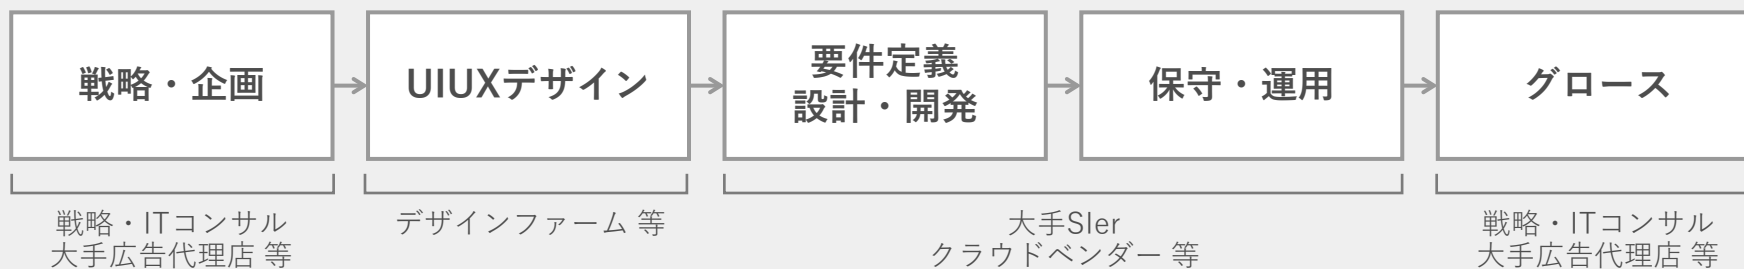 戦略・企画
UIUXデザイン
要件定義
設計・開発
保守・運用
グロース
戦略・ITコンサル
大手広告代理店 等
デザインファーム 等
大手SIer
クラウドベンダー 等
戦略・ITコンサル
大手広告代理店 等